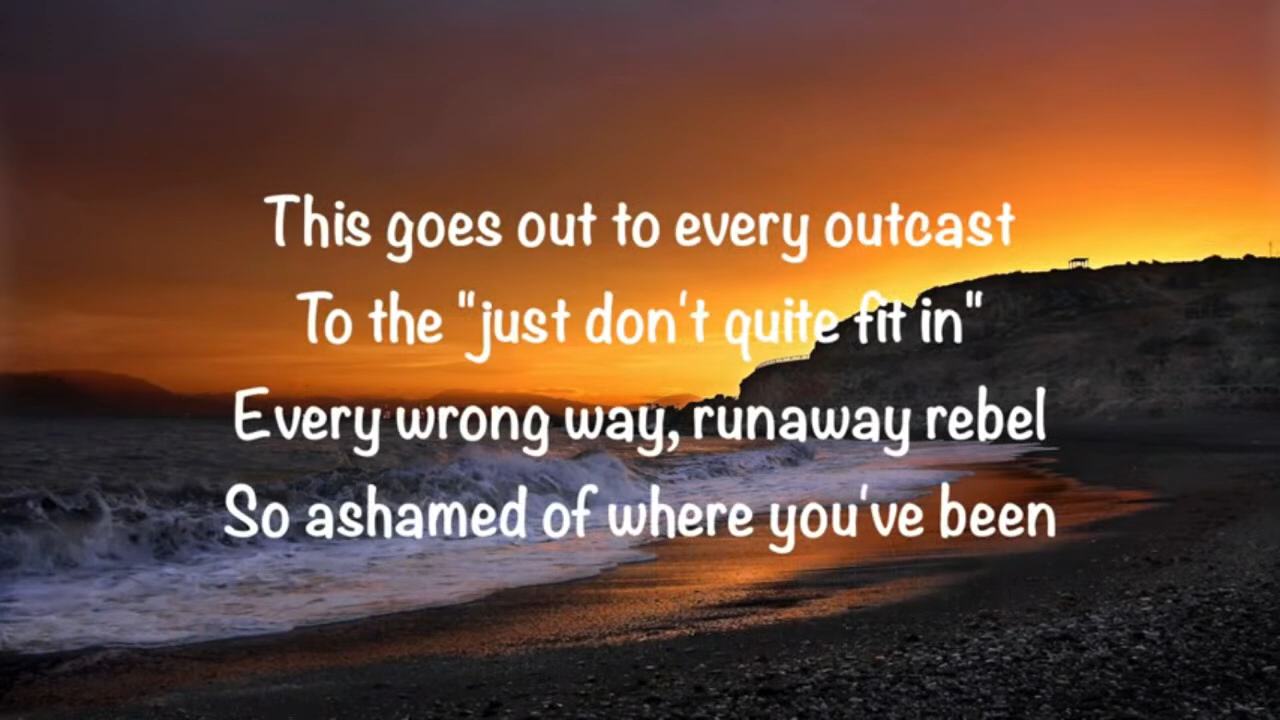 This goes out to every outcast
To the "just don't quite fit in"
Every wrong way, runaway rebel
So ashamed of where you've been